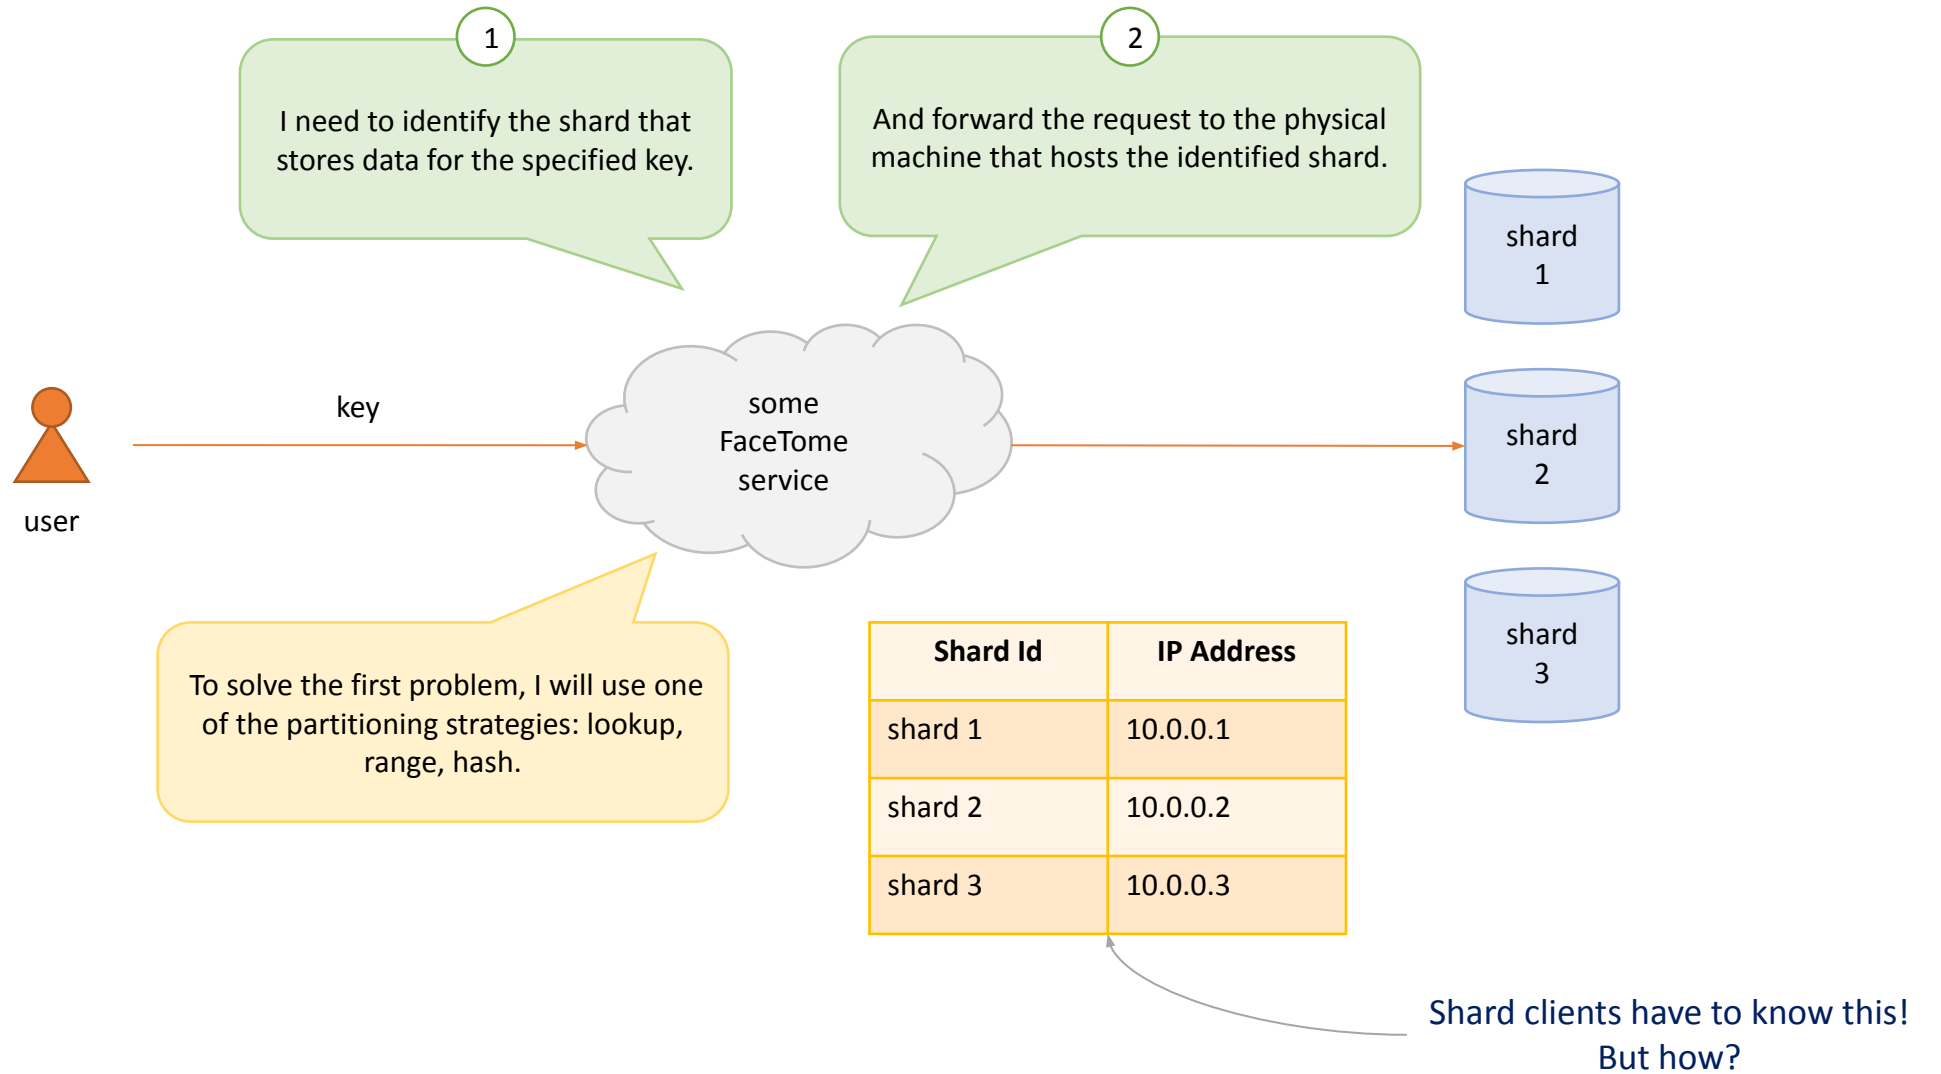 1
I need to identify the shard that
stores data for the specified key.
2
And forward the request to the physical
machine that hosts the identified shard.
shard
1
key
some
FaceTome
service
shard
2
user
To solve the first problem, I will use one
of the partitioning strategies: lookup,
range, hash.
Shard Id IP Address
shard 1 10.0.0.1
shard 2 10.0.0.2
shard 3 10.0.0.3
shard
3
Shard clients have to know this!
But how?